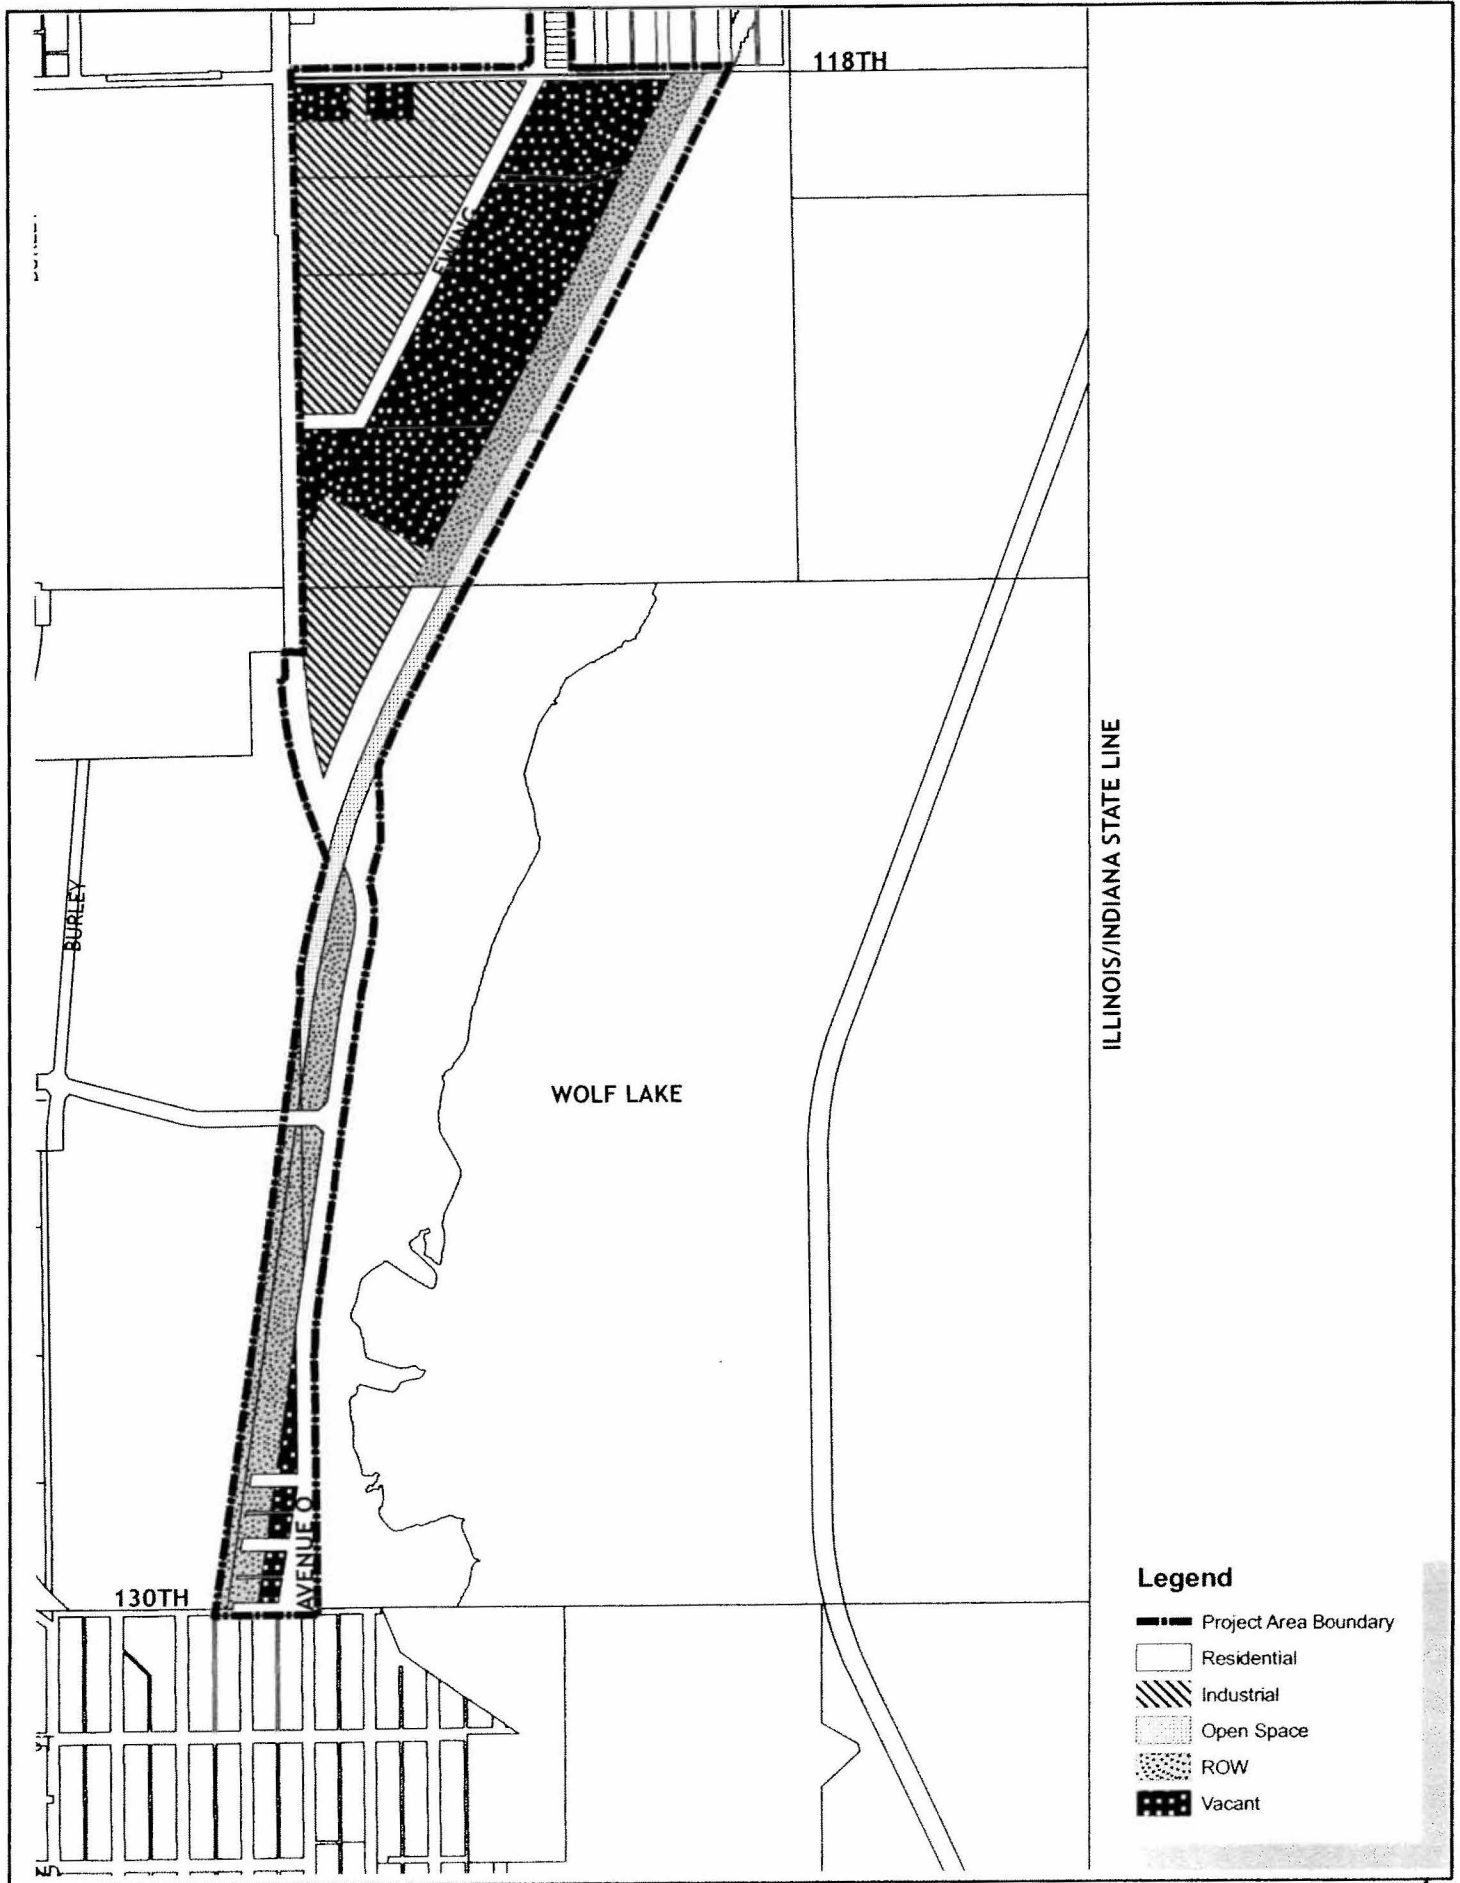 118TH
EWING
ILLINOIS/INDIANA STATE LINE
BURLEY
WOLF LAKE
AVENUE O
130TH
Legend
Project Area Boundary
Residential
Industrial
Open Space
ROW
Vacant